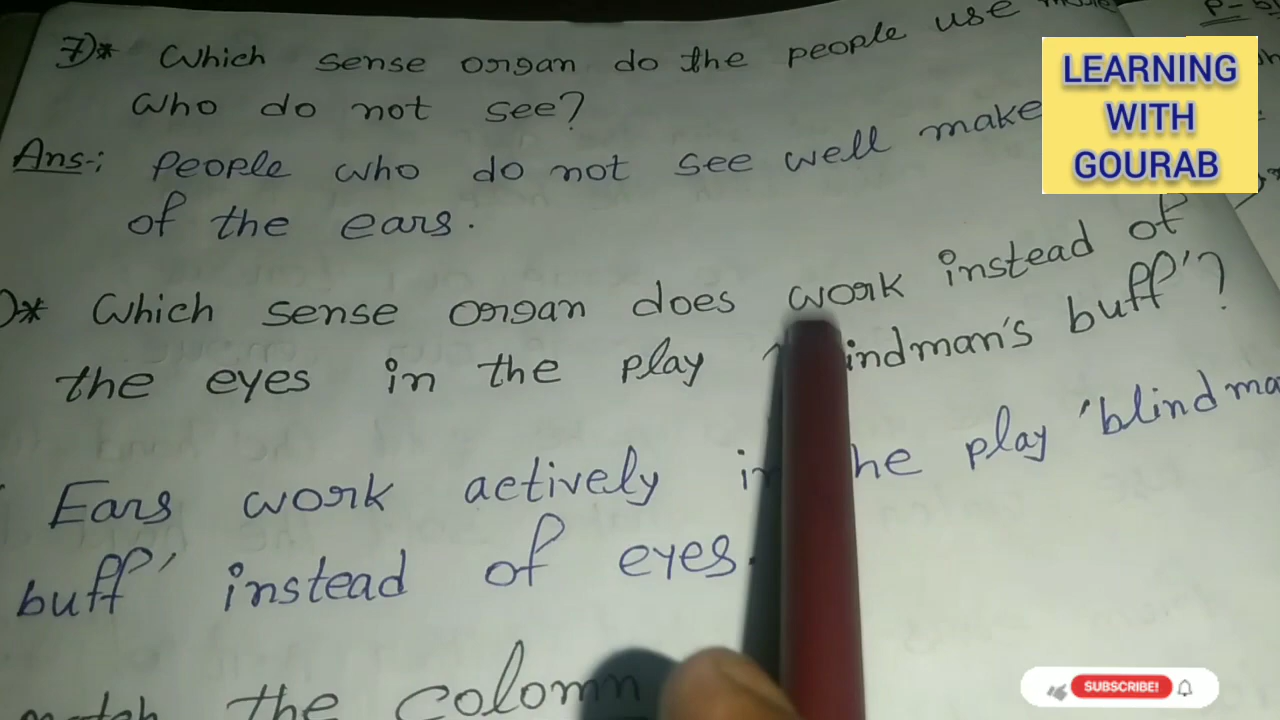 7)* Which sense organ do the people use
who do not see?
Ans-: People who do not see well make
of the ears.
)* Which sense organ does work instead of
the eyes in the play indman's buff'?
Ears work actively in he play 'blindma
buff' instead of eyes.
the colomn
LEARNING
WITH
GOURAB
SUBSCRIBE!